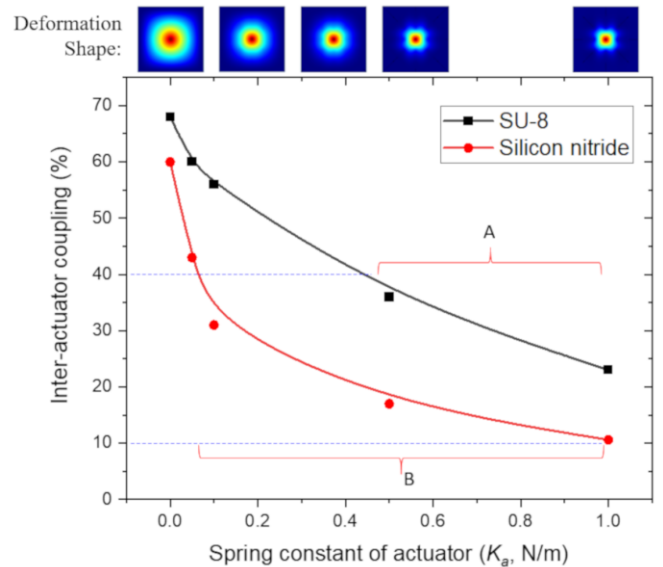 Deformation
Shape:
70
60
50
40
30
20
10
0
Inter-actuator coupling (%)
SU-8
Silicon nitride
A
B
0.0
0.2
0.4
0.6
0.8
1.0
Spring constant of actuator (Ka, N/m)